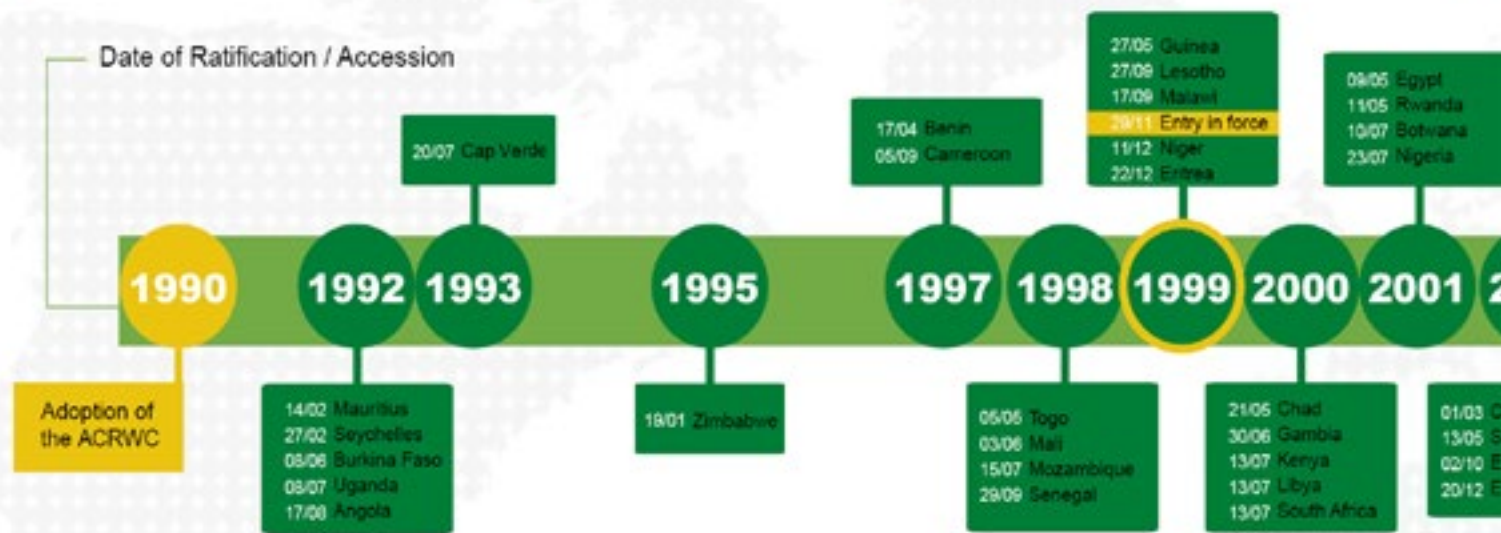 Date of Ratification / Accession
1990
Adoption of
the ACRWC
1992
14/02 Mauritius
27/02 Seychelles
08/06 Burkina Faso
08/07 Uganda
17/08 Angola
1993
20/07 Cap Verde
1995
19/01 Zimbabwe
1997
17/04 Benin
05/09 Cameroon
1998
05/05 Togo
03/06 Mali
15/07 Mozambique
29/09 Senegal
1999
27/05 Guinea
27/09 Lesotho
17/09 Malawi
29/11 Entry in force
11/12 Niger
22/12 Eritrea
2000
21/05 Chad
30/06 Gambia
13/07 Kenya
13/07 Libya
13/07 South Africa
2001
09/05 Egypt
11/05 Rwanda
10/07 Botwana
23/07 Nigeria
01/03
13/05
02/10
20/12